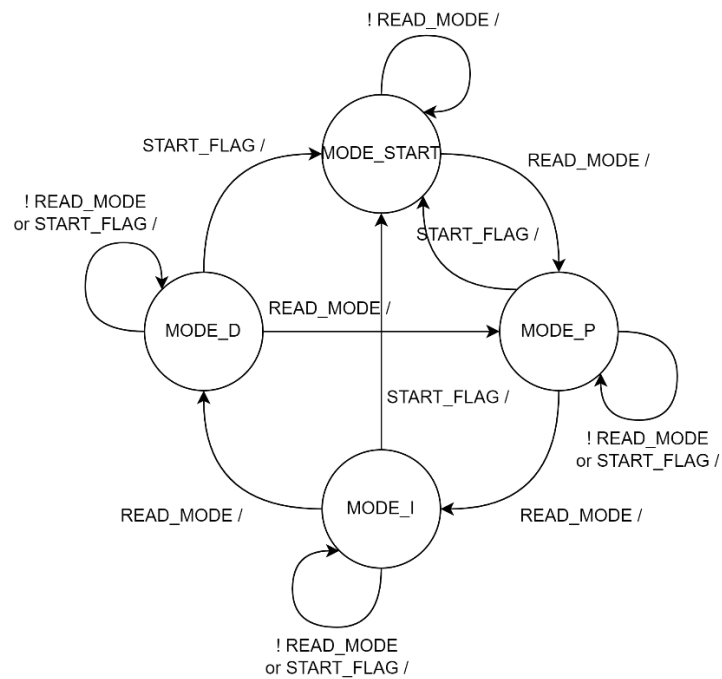 ! READ_MODE /
START_FLAG /
MODE_START
READ_MODE /
! READ_MODE
or START_FLAG /
START_FLAG /
READ_MODE /
MODE_D
MODE_P
START_FLAG /
! READ_MODE
or START_FLAG /
READ_MODE /
MODE_I
READ_MODE /
! READ_MODE
or START_FLAG /